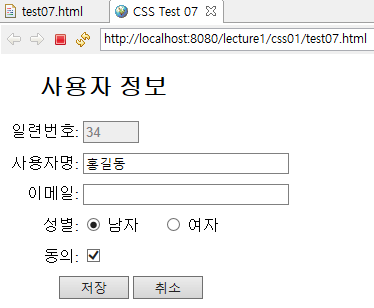 test07.html CSS Test 07
http://localhost:8080/lecture1/css01/test07.html
사용자 정보
일련번호: 34
사용자명: 홍길동
이메일:
성별: 남자 여자
동의:
저장 취소